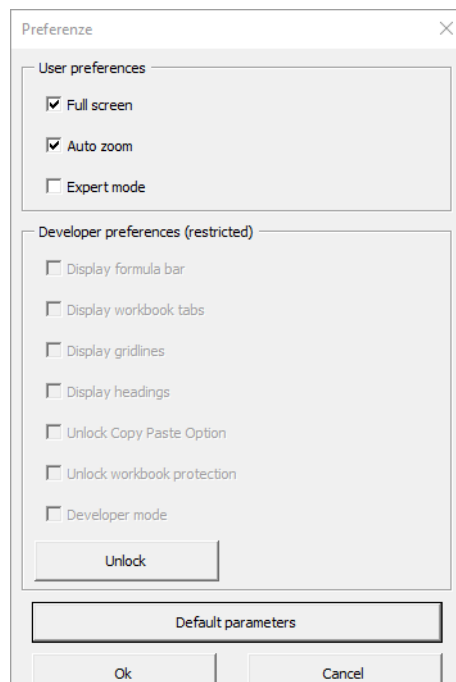 Preferenze
User preferences
Full screen
Auto zoom
Expert mode
Developer preferences (restricted)
Display formula bar
Display workbook tabs
Display gridlines
Display headings
Unlock Copy Paste Option
Unlock workbook protection
Developer mode
Unlock
Default parameters
Ok Cancel